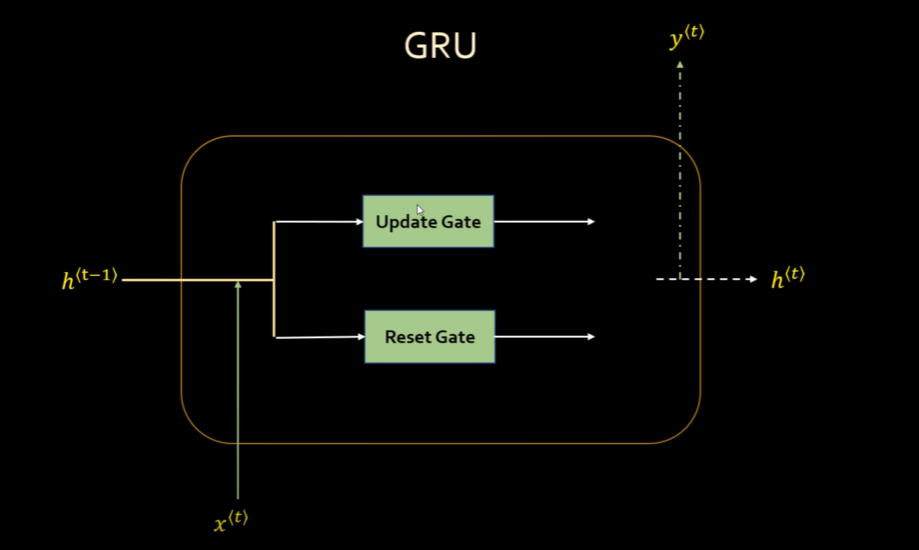 GRU
y⟨t⟩
Update Gate
h⟨t−1⟩
h⟨t⟩
Reset Gate
x⟨t⟩